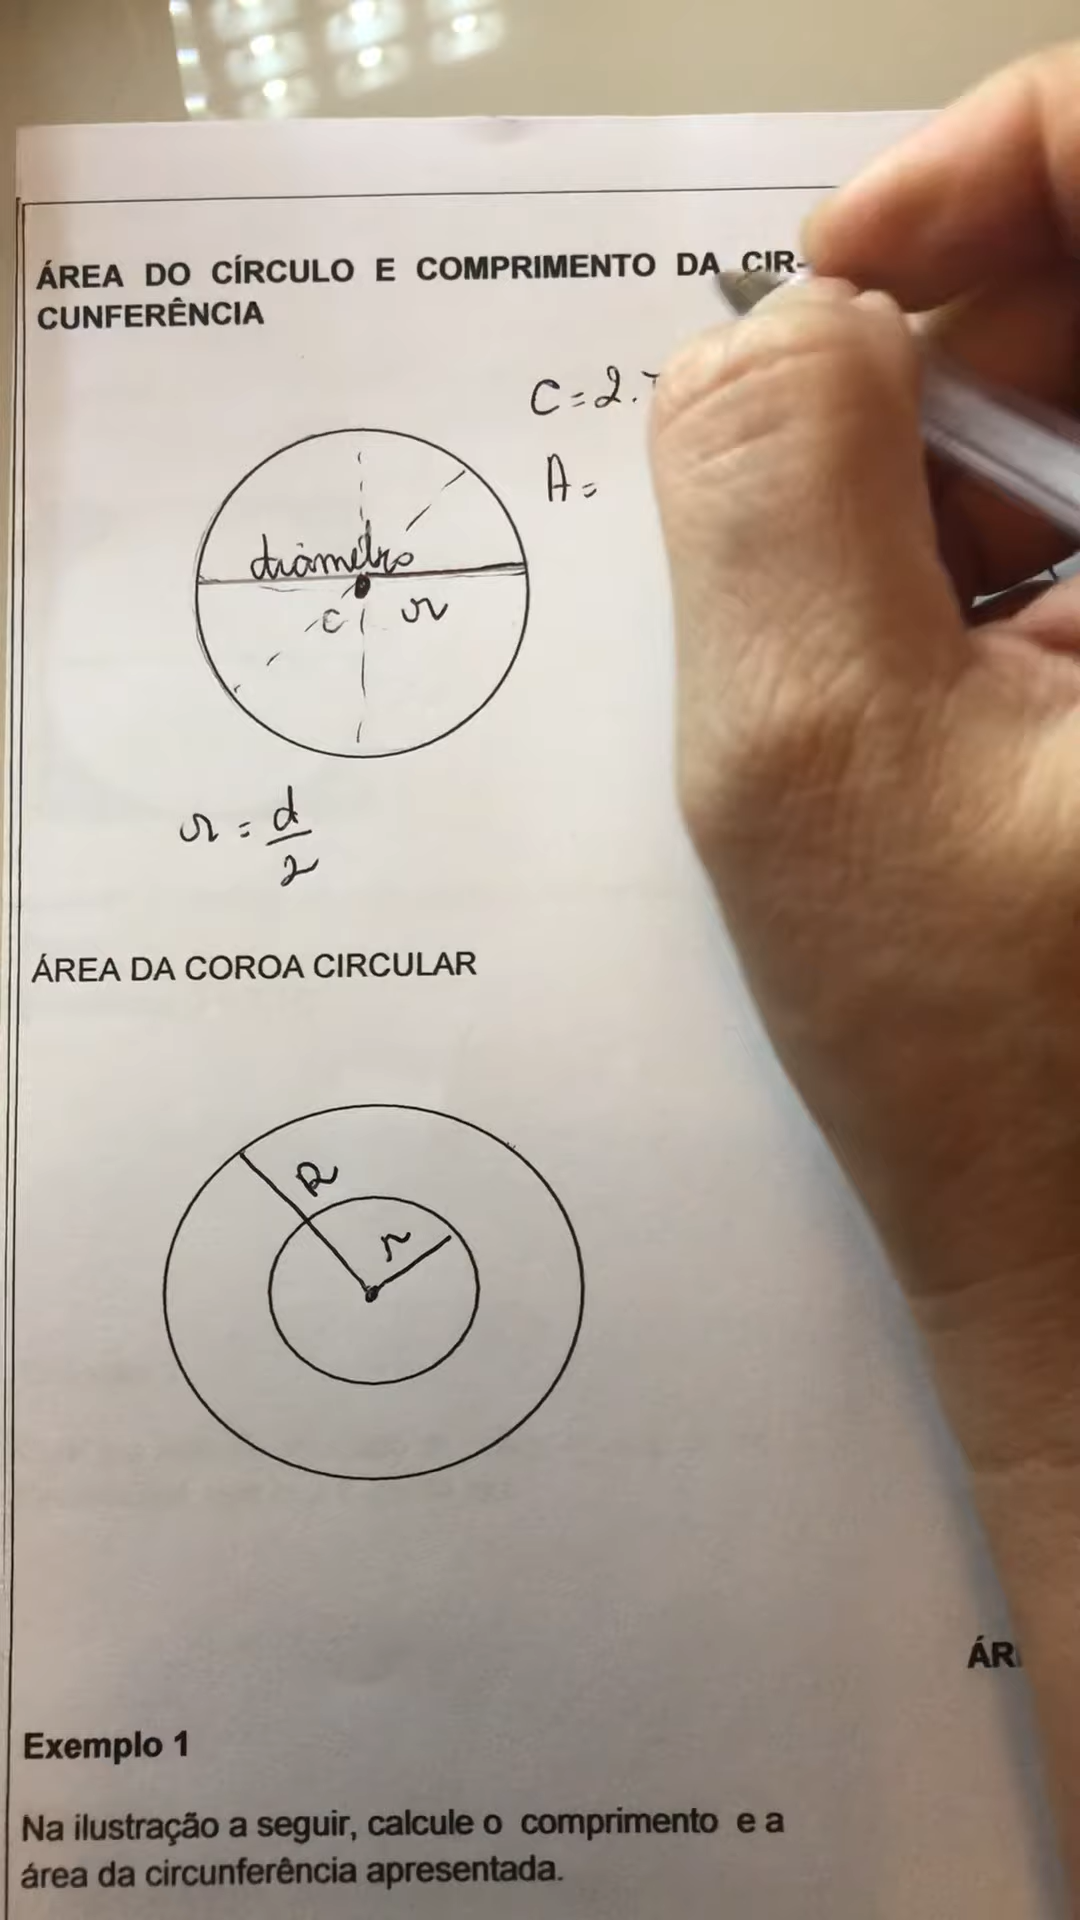 ÁREA DO CÍRCULO E COMPRIMENTO DA CIR-
CUNFERÊNCIA
C = 2.
A =
diâmetro
c r
r = d
2
ÁREA DA COROA CIRCULAR
R
r
ÁR
Exemplo 1
Na ilustração a seguir, calcule o comprimento e a
área da circunferência apresentada.